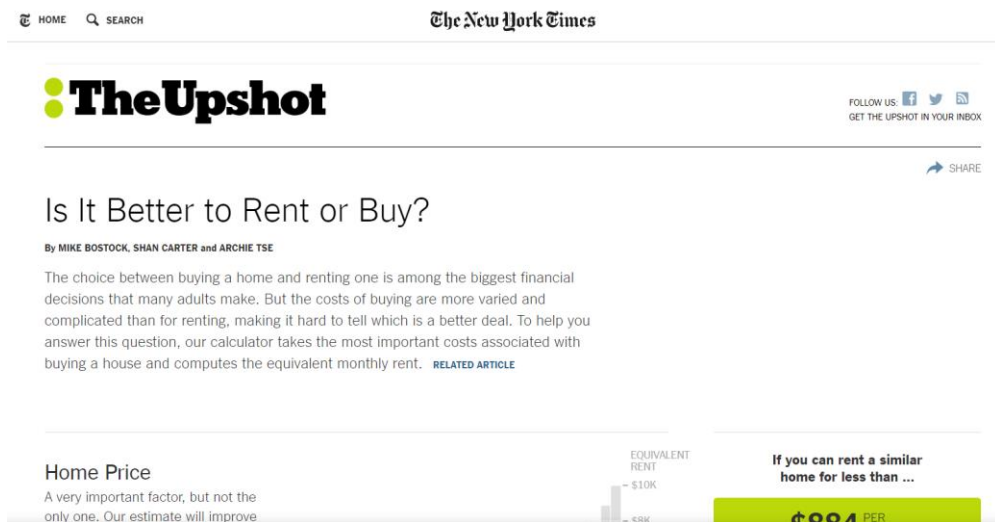 HOME
SEARCH
The New York Times
TheUpshot
FOLLOW US:
GET THE UPSHOT IN YOUR INBOX
SHARE
Is It Better to Rent or Buy?
By MIKE BOSTOCK, SHAN CARTER and ARCHIE TSE
The choice between buying a home and renting one is among the biggest financial
decisions that many adults make. But the costs of buying are more varied and
complicated than for renting, making it hard to tell which is a better deal. To help you
answer this question, our calculator takes the most important costs associated with
buying a house and computes the equivalent monthly rent. RELATED ARTICLE
Home Price
A very important factor, but not the
only one. Our estimate will improve
EQUIVALENT
RENT
$10K
If you can rent a similar
home for less than ...
PER